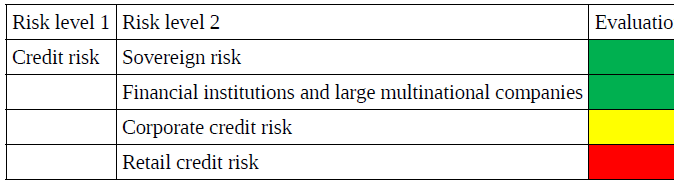 Risk level 1 Risk level 2 Evaluatio
Credit risk Sovereign risk
Financial institutions and large multinational companies
Corporate credit risk
Retail credit risk